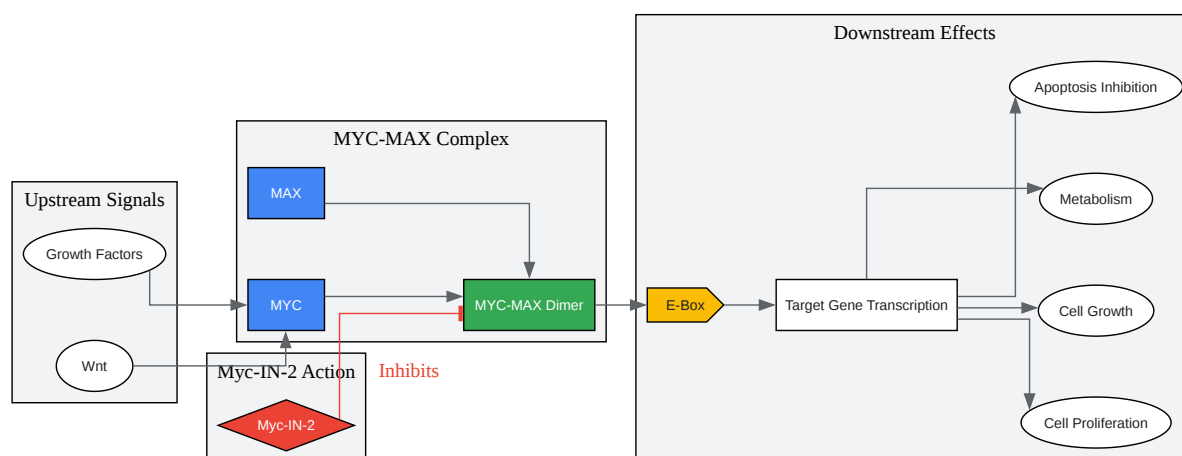 Upstream Signals
Growth Factors
Wnt
MYC-MAX Complex
MAX
MYC
MYC-MAX Dimer
Myc-IN-2 Action
Myc-IN-2
Inhibits
Downstream Effects
E-Box
Target Gene Transcription
Apoptosis Inhibition
Metabolism
Cell Growth
Cell Proliferation